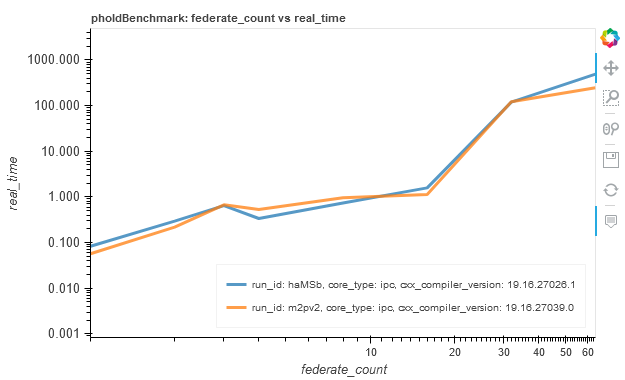 pholdBenchmark: federate_count vs real_time
1000.000
100.000
10.000
1.000
0.100
0.010
0.001
real_time
run_id: haMSb, core_type: ipc, cxx_compiler_version: 19.16.27026.1
run_id: m2pv2, core_type: ipc, cxx_compiler_version: 19.16.27039.0
10 20 30 40 50 60
federate_count